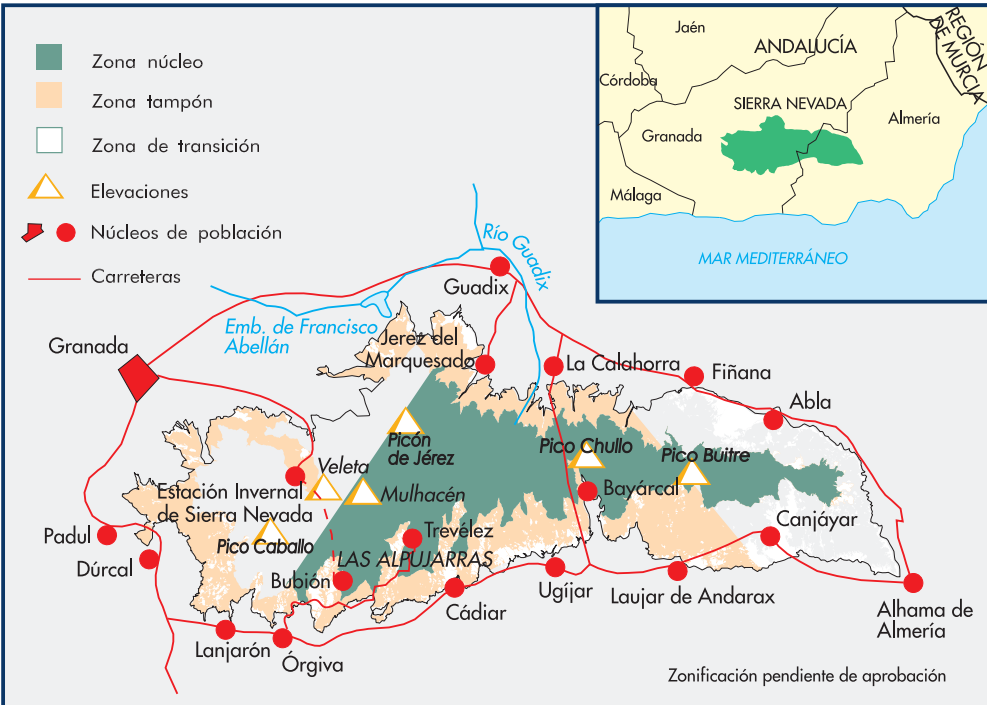 Zona núcleo
Zona tampón
Zona de transición
Elevaciones
Núcleos de población
Carreteras
Jaén
ANDALUCÍA
REGIÓN
DE MURCIA
Córdoba
SIERRA NEVADA
Almería
Granada
Málaga
MAR MEDITERRÁNEO
Río Guadix
Guadix
Emb. de Francisco
Abellán
Granada
Jerez del
Marquesado
La Calahorra
Fiñana
Abla
Picón
de Jérez
Pico Chullo
Pico Buitre
Veleta
Mulhacén
Bayárcal
Estación Invernal
de Sierra Nevada
Canjáyar
Padul
Pico Caballo
Trevélez
LAS ALPUJARRAS
Dúrcal
Bubión
Cádiar
Ugíjar
Laujar de Andarax
Alhama de
Almería
Lanjarón
Órgiva
Zonificación pendiente de aprobación